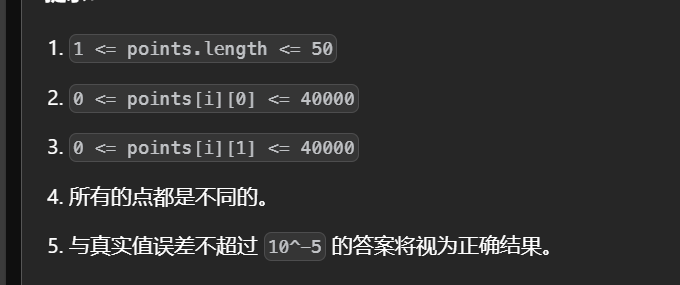 1. 1 <= points.length <= 50
2. 0 <= points[i][0] <= 40000
3. 0 <= points[i][1] <= 40000
4. 所有的点都是不同的。
5. 与真实值误差不超过 10^-5 的答案将视为正确结果。